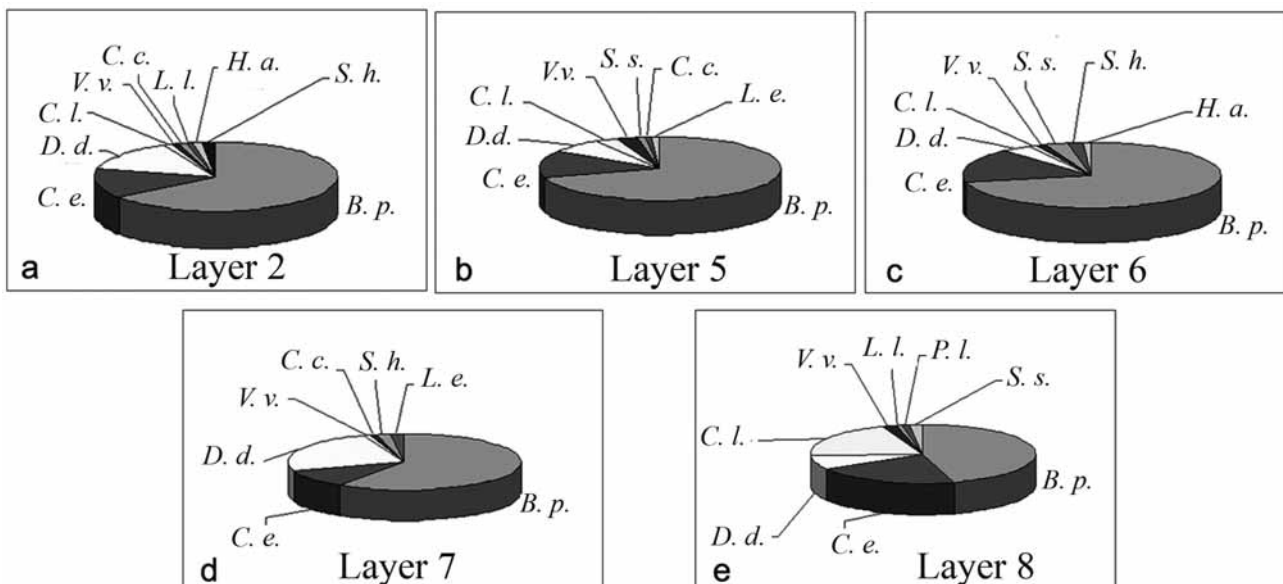 C. c.
H. a.
V. v.
L. l.
S. h.
C. l.
D. d.
C. e.
B. p.
a
Layer 2
S. s.
V.v.
C. c.
C. l.
L. e.
D.d.
C. e.
B. p.
b
Layer 5
V. v.
S. s.
S. h.
C. l.
H. a.
D. d.
C. e.
B. p.
c
Layer 6
C. c.
S. h.
L. e.
V. v.
D. d.
B. p.
C. e.
d
Layer 7
V. v.
L. l.
P. l.
S. s.
C. l.
B. p.
D. d.
C. e.
e
Layer 8